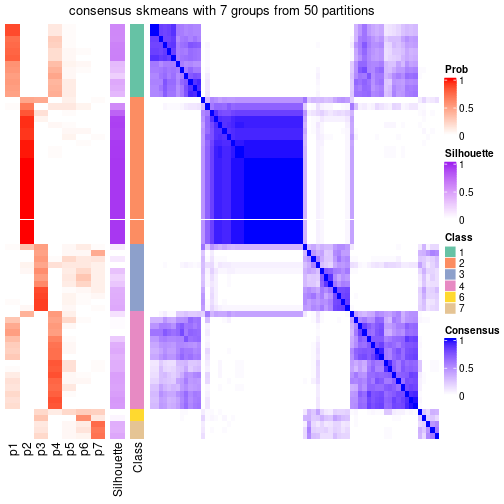 consensus skmeans with 7 groups from 50 partitions
Prob
1
0.5
0
Silhouette
1
0.5
0
Class
1
2
3
4
6
7
Consensus
1
0.5
0
p1
p2
p3
p4
p5
p6
p7
Silhouette
Class